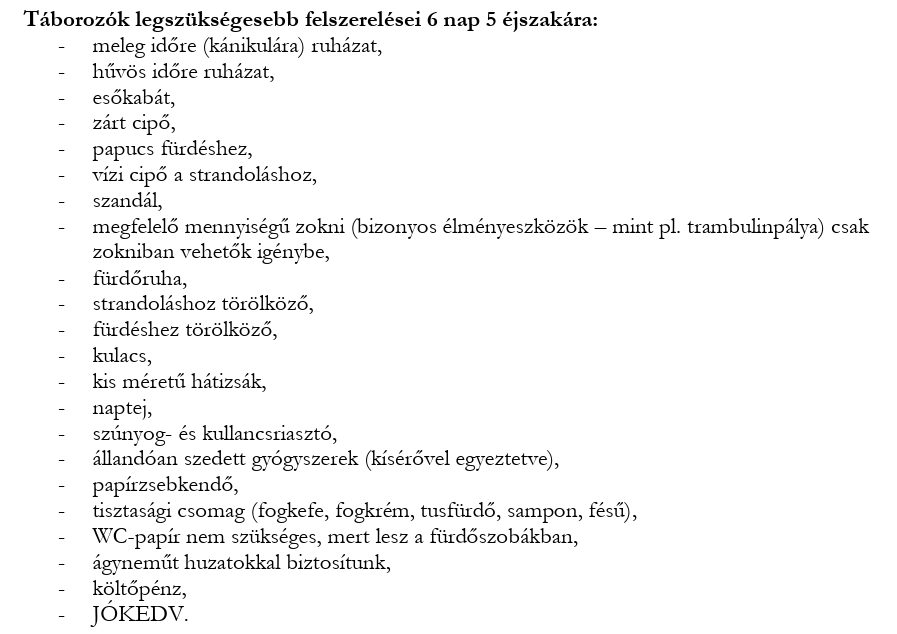 Táborozók legszükségesebb felszerelései 6 nap 5 éjszakára:
- meleg időre (kánikulára) ruházat,
- hűvös időre ruházat,
- esőkabát,
- zárt cipő,
- papucs fürdéshez,
- vízi cipő a strandoláshoz,
- szandál,
- megfelelő mennyiségű zokni (bizonyos élményeszközök – mint pl. trambulinpálya) csak
zokniban vehetők igénybe,
- fürdőruha,
- strandoláshoz törölköző,
- fürdéshez törölköző,
- kulacs,
- kis méretű hátizsák,
- naptej,
- szúnyog- és kullancsriasztó,
- állandóan szedett gyógyszerek (kísérővel egyeztetve),
- papírzsebkendő,
- tisztasági csomag (fogkefe, fogkrém, tusfürdő, sampon, fésű),
- WC-papír nem szükséges, mert lesz a fürdőszobákban,
- ágyneműt huzatokkal biztosítunk,
- költőpénz,
- JÓKEDV.